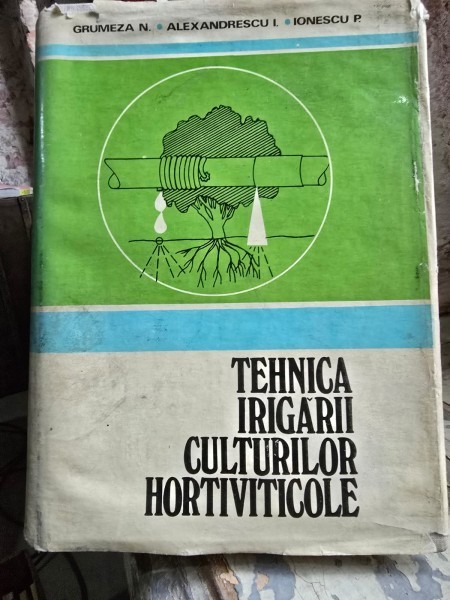 GRUMEZA N. • ALEXANDRESCU I. • IONESCU P.
TEHNICA
IRIGĂRII
CULTURILOR
HORTIVITICOLE